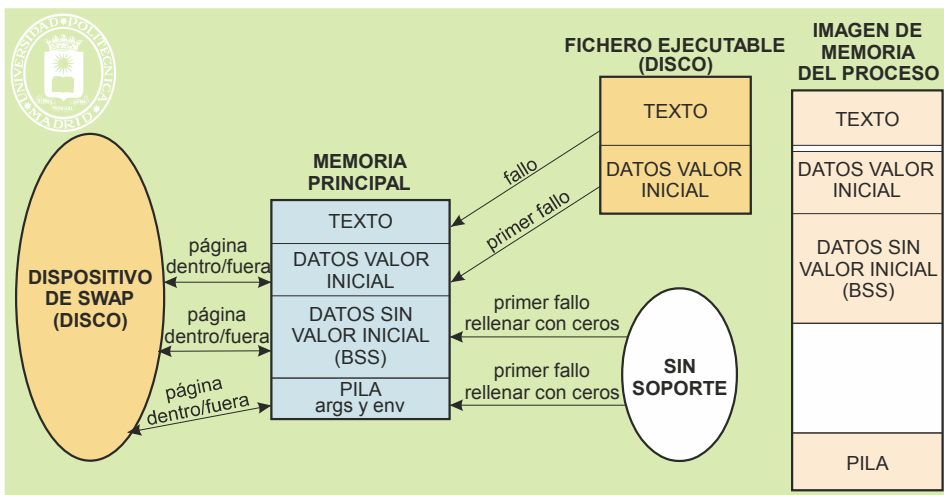 UNIVERSIDAD POLITÉCNICA
MADRID
FICHERO EJECUTABLE
(DISCO)
TEXTO
DATOS VALOR
INICIAL
IMAGEN DE
MEMORIA
DEL PROCESO
TEXTO
DATOS VALOR
INICIAL
DATOS SIN
VALOR INICIAL
(BSS)
PILA
MEMORIA
PRINCIPAL
TEXTO
DATOS VALOR
INICIAL
DATOS SIN
VALOR INICIAL
(BSS)
PILA
args y env
fallo
primer fallo
DISPOSITIVO
DE SWAP
(DISCO)
página
dentro/fuera
página
dentro/fuera
página
dentro/fuera
primer fallo
rellenar con ceros
primer fallo
rellenar con ceros
SIN
SOPORTE